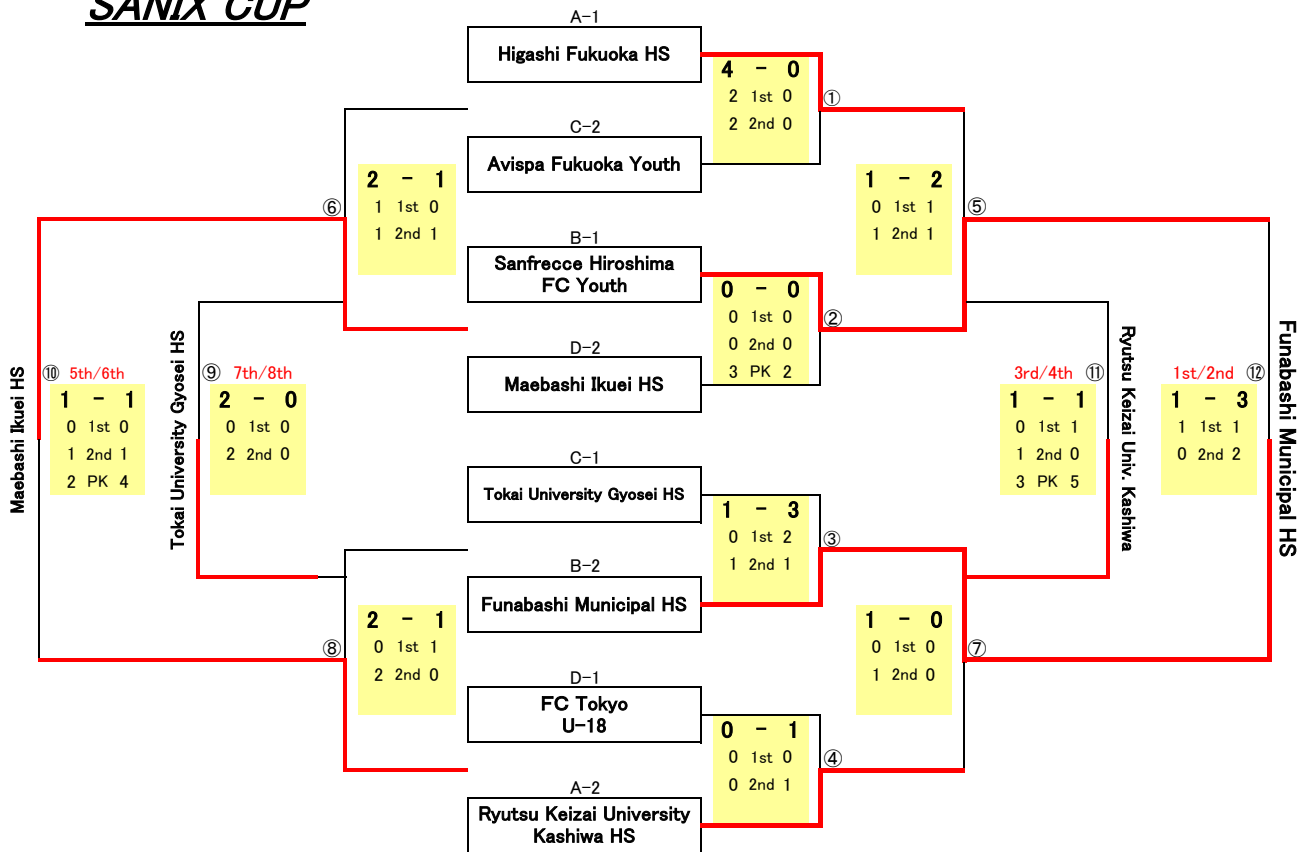 SANIX CUP
A-1
Higashi Fukuoka HS
4 - 0
2 1st 0
2 2nd 0
①
C-2
Avispa Fukuoka Youth
2 - 1
1 1st 0
1 2nd 1
⑥
1 - 2
0 1st 1
1 2nd 1
⑤
B-1
Sanfrecce Hiroshima
FC Youth
0 - 0
0 1st 0
0 2nd 0
3 PK 2
②
D-2
Maebashi Ikuei HS
Maebashi Ikuei HS
⑩ 5th/6th
1 - 1
0 1st 0
1 2nd 1
2 PK 4
Tokai University Gyosei HS
⑨ 7th/8th
2 - 0
0 1st 0
2 2nd 0
3rd/4th ⑪
1 - 1
0 1st 1
1 2nd 0
3 PK 5
Ryutsu Keizai Univ. Kashiwa
1st/2nd ⑫
1 - 3
1 1st 1
0 2nd 2
Funabashi Municipal HS
C-1
Tokai University Gyosei HS
1 - 3
0 1st 2
1 2nd 1
③
B-2
Funabashi Municipal HS
2 - 1
0 1st 1
2 2nd 0
⑧
1 - 0
0 1st 0
1 2nd 0
⑦
D-1
FC Tokyo
U-18
0 - 1
0 1st 0
0 2nd 1
④
A-2
Ryutsu Keizai University
Kashiwa HS